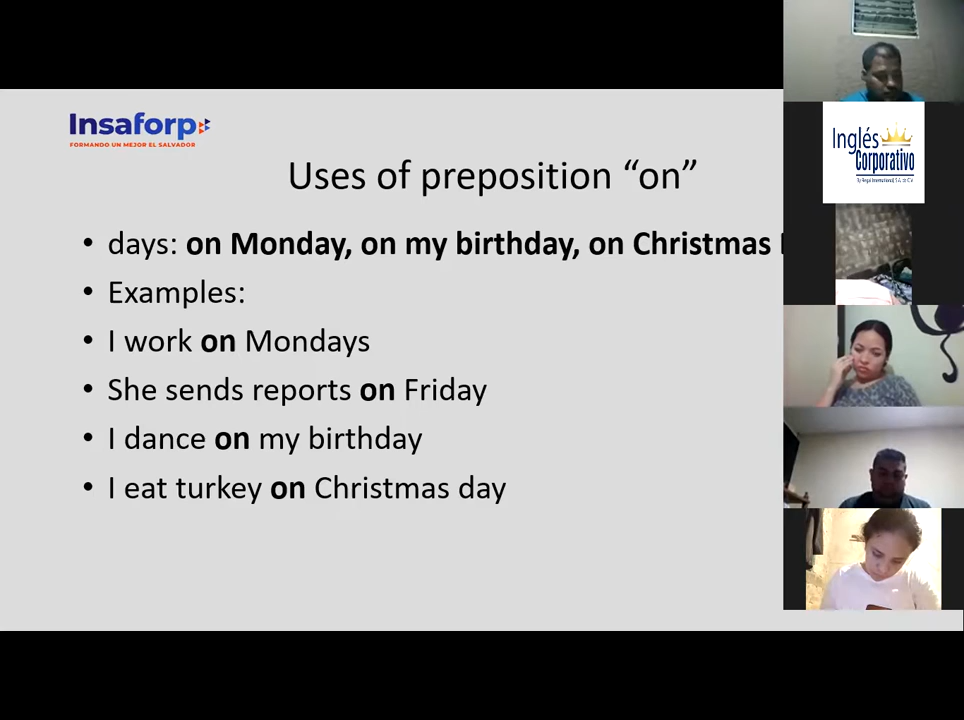 Insaforp
FORMANDO UN MEJOR EL SALVADOR
Uses of preposition “on”
• days: on Monday, on my birthday, on Christmas
• Examples:
• I work on Mondays
• She sends reports on Friday
• I dance on my birthday
• I eat turkey on Christmas day
Inglés
Corporativo